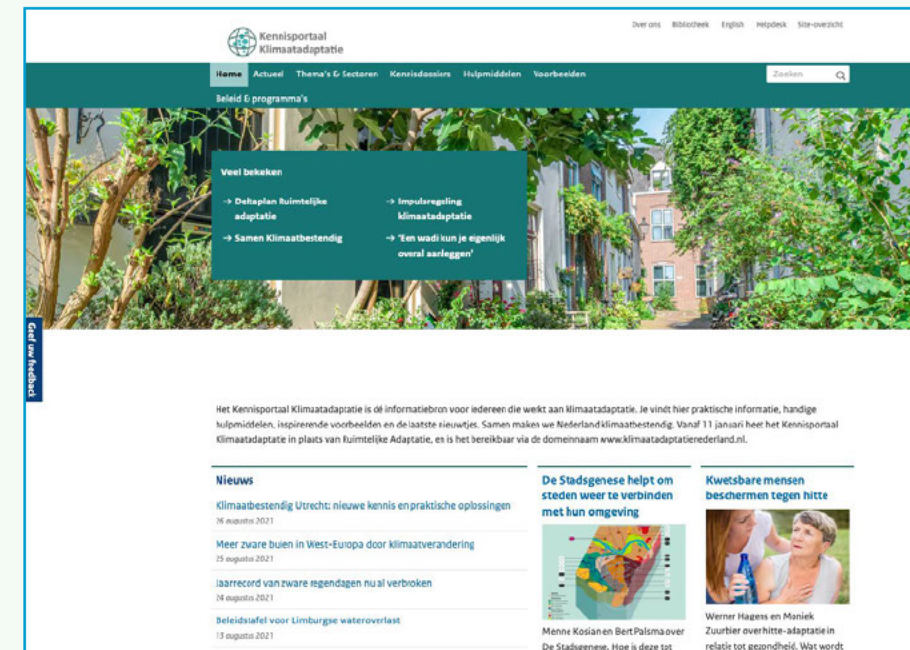 Over ons Bibliotheek English Helpdesk Site-overzicht
Kennisportaal
Klimaatadaptatie
Home Actueel Thema's & Sectoren Kennisdossiers Hulpmiddelen Voorbeelden
Zoeken
Beleid & programma's
Veel bekeken
→ Deltaplan Ruimtelijke
adaptatie
→ Samen Klimaatbestendig
→ Impulsregeling
klimaatadaptatie
→ 'Een wadi kun je eigenlijk
overal aanleggen'
Geef uw feedback
Het Kennisportaal Klimaatadaptatie is dé informatiebron voor iedereen die werkt aan klimaatadaptatie. Je vindt hier praktische informatie, handige
hulpmiddelen, inspirerende voorbeelden en de laatste nieuwtjes. Samen maken we Nederland klimaatbestendig. Vanaf 11 januari heet het Kennisportaal
Klimaatadaptatie in plaats van Ruimtelijke Adaptatie, en is het bereikbaar via de domeinnaam www.klimaatadaptatienederland.nl.
Nieuws
Klimaatbestendig Utrecht: nieuwe kennis en praktische oplossingen
26 augustus 2021
Meer zware buien in West-Europa door klimaatverandering
25 augustus 2021
Jaarrecord van zware regendagen nu al verbroken
24 augustus 2021
Beleidstafel voor Limburgse wateroverlast
13 augustus 2021
De Stadsgenese helpt om
steden weer te verbinden
met hun omgeving
Menne Kosian en Bert Palsma over
De Stadsgenese. Hoe is deze tot
Kwetsbare mensen
beschermen tegen hitte
Werner Hagens en Moniek
Zuurbier over hitte-adaptatie in
relatie tot gezondheid. Wat wordt